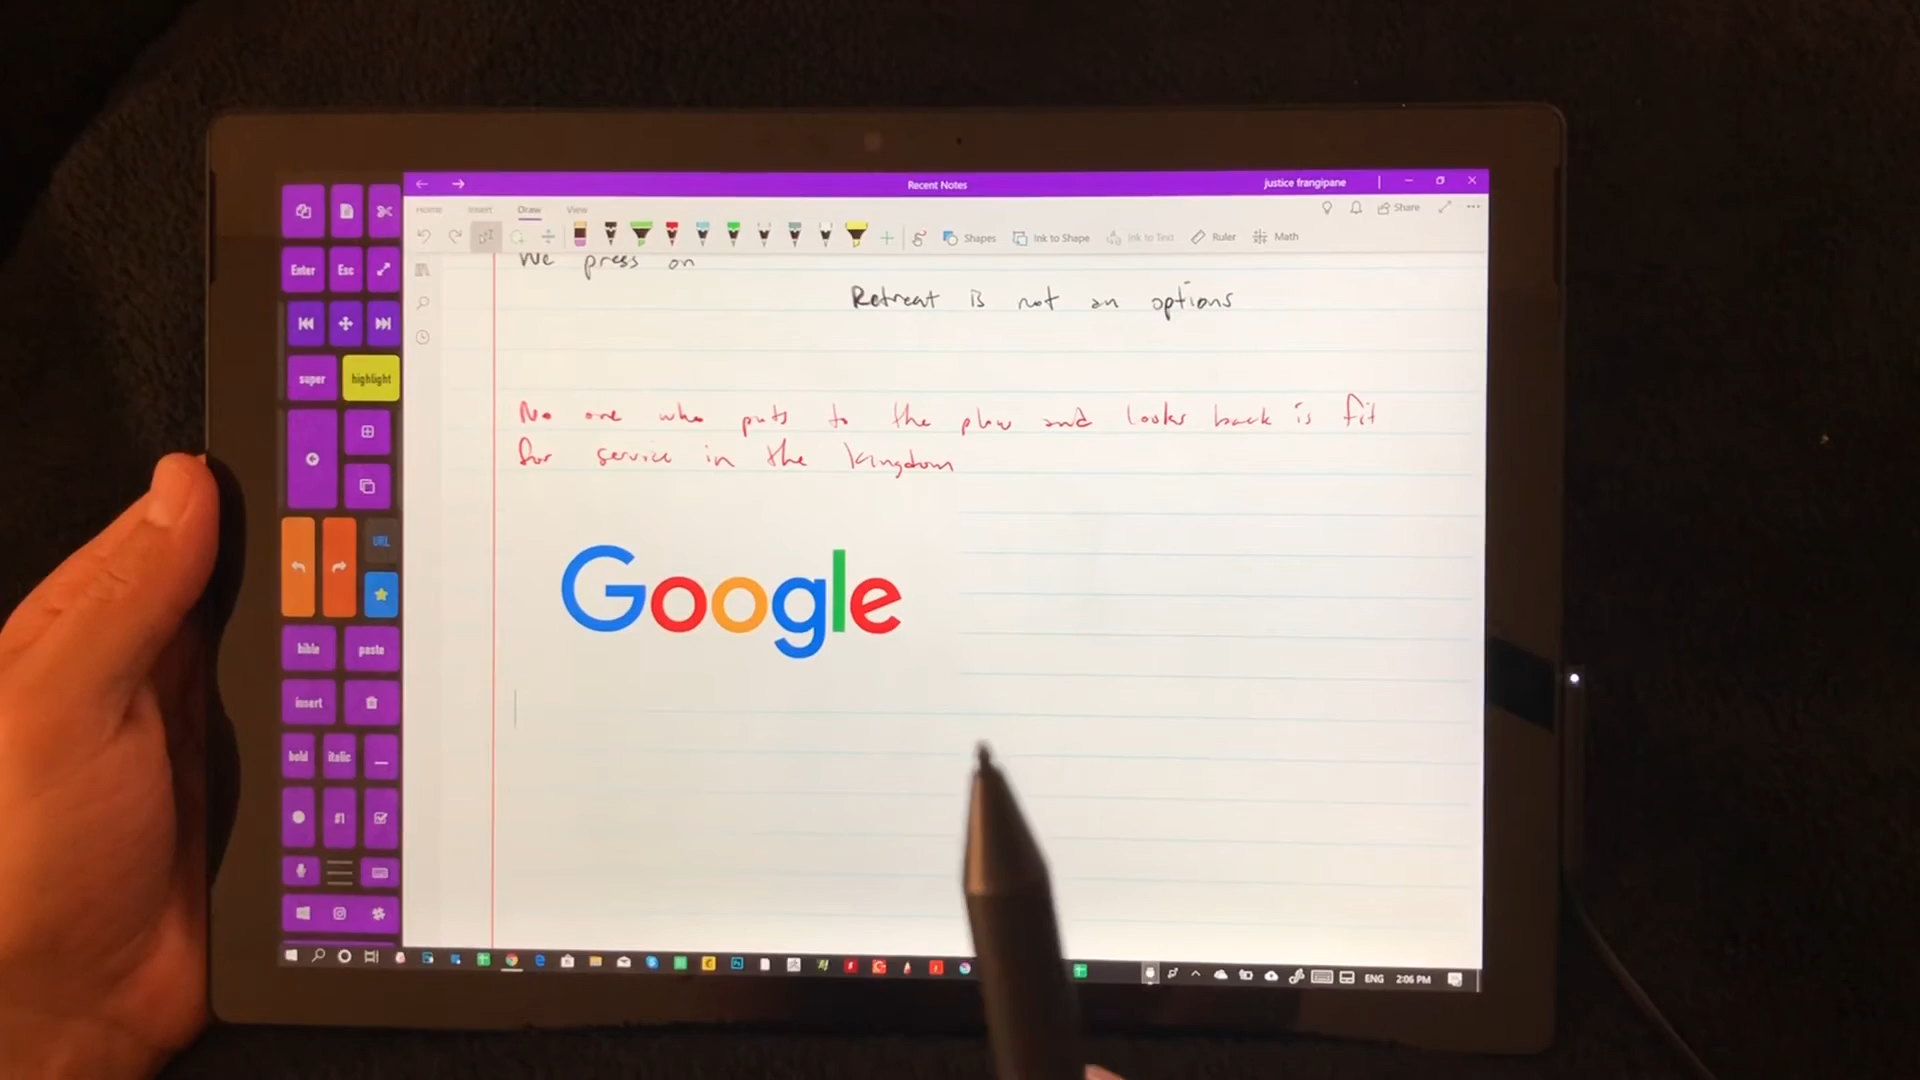 Recent Notes
justice frangipane
Home Insert Draw View
Share
Shapes Ink to Shape Ink to Text Ruler Math
Enter Esc
super highlight
URL
bible paste
insert
bold italic
#1
We press on
Retreat is not an options
No one who puts to the plow and looks back is fit
for service in the kingdom
Google
ENG 2:06 PM